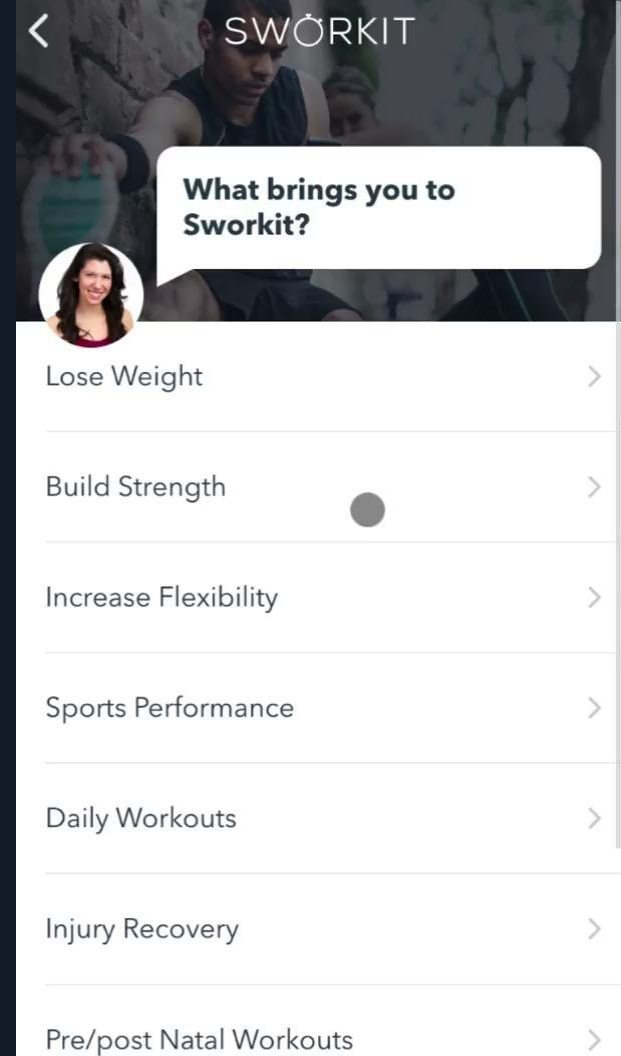 SWORKIT
What brings you to
Sworkit?
Lose Weight
Build Strength
Increase Flexibility
Sports Performance
Daily Workouts
Injury Recovery
Pre/post Natal Workouts